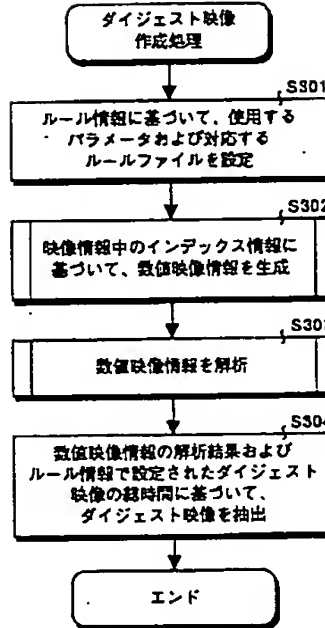 ダイジェスト映像
作成処理
S301
ルール情報に基づいて、使用する
パラメータおよび対応する
ルールファイルを設定
S302
映像情報中のインデックス情報に
基づいて、数値映像情報を生成
S303
数値映像情報を解析
S304
数値映像情報の解析結果および
ルール情報で設定されたダイジェスト
映像の総時間に基づいて、
ダイジェスト映像を抽出
エンド